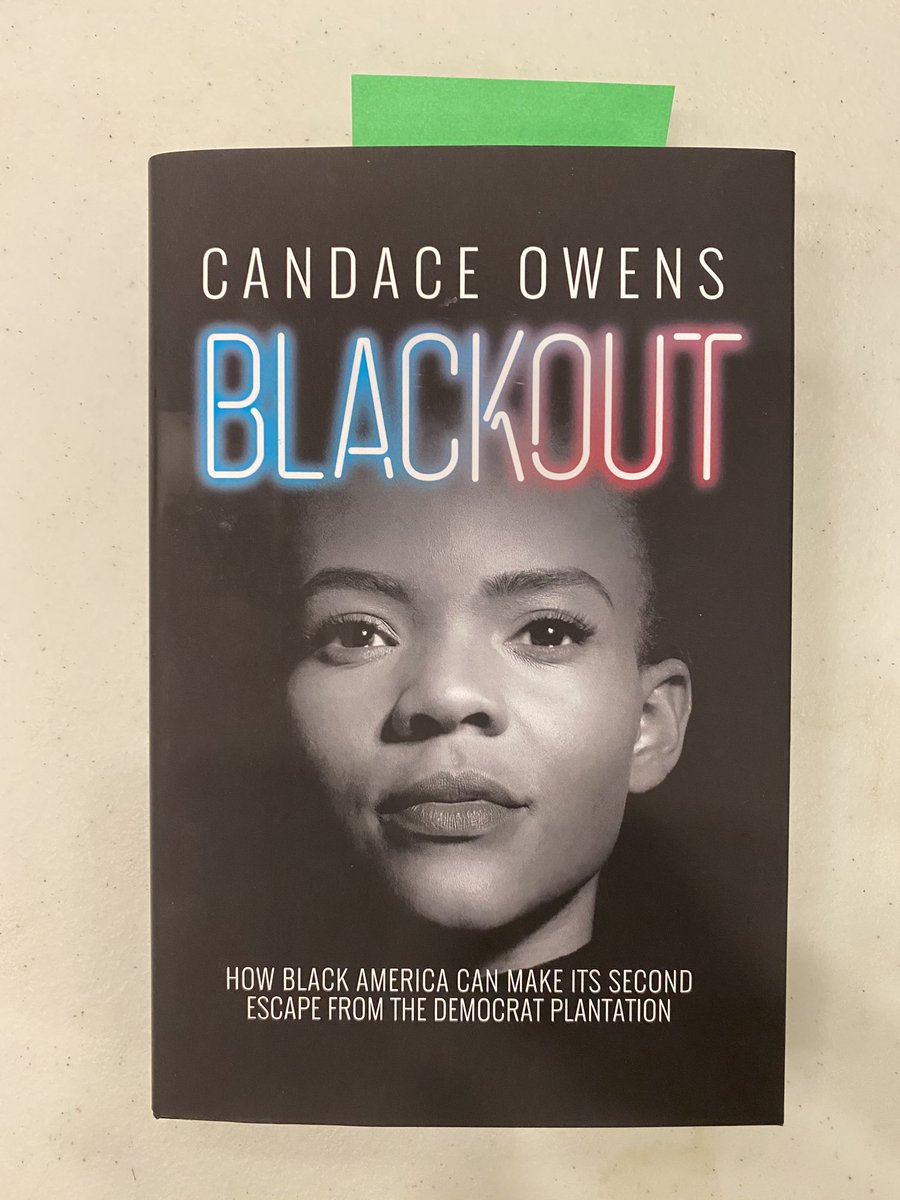 CANDACE OWENS
BLACKOUT
HOW BLACK AMERICA CAN MAKE ITS SECOND
ESCAPE FROM THE DEMOCRAT PLANTATION